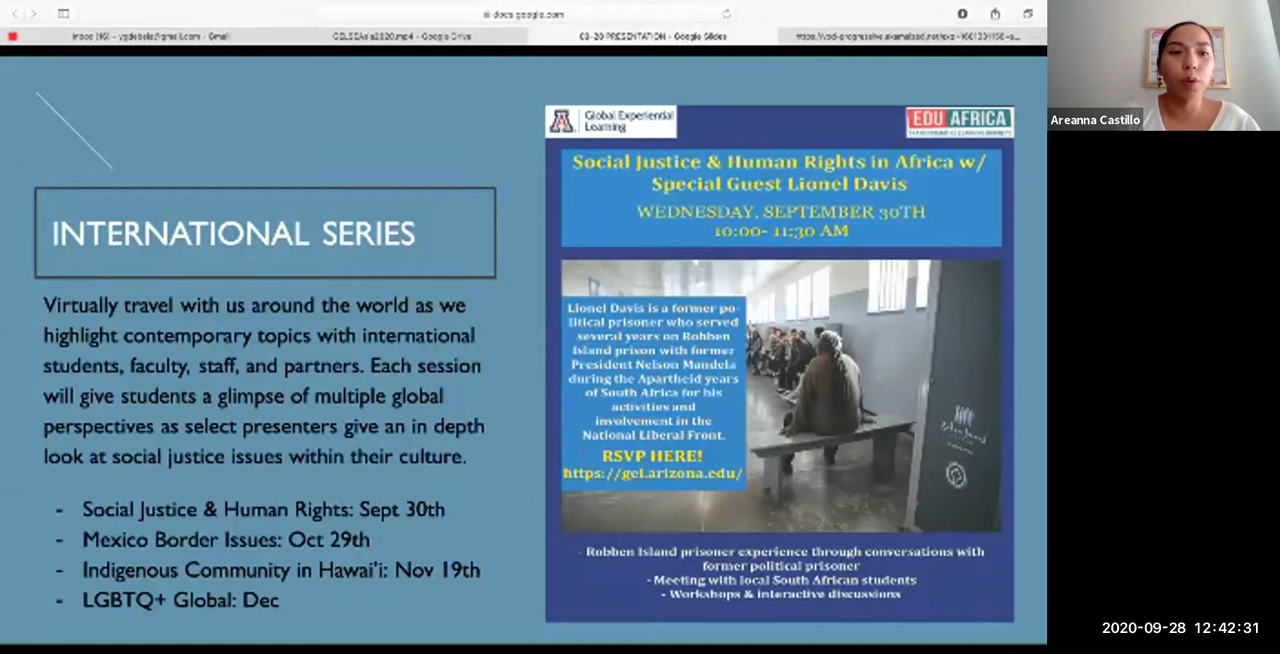 docs.google.com
GELSEAsia2020.mp4 - Google Drive
09-28 PRESENTATION - Google Slides
INTERNATIONAL SERIES
Virtually travel with us around the world as we
highlight contemporary topics with international
students, faculty, staff, and partners. Each session
will give students a glimpse of multiple global
perspectives as select presenters give an in depth
look at social justice issues within their culture.
- Social Justice & Human Rights: Sept 30th
- Mexico Border Issues: Oct 29th
- Indigenous Community in Hawai'i: Nov 19th
- LGBTQ+ Global: Dec
A
Global Experiential
Learning
EDU AFRICA
Social Justice & Human Rights in Africa w/
Special Guest Lionel Davis
WEDNESDAY, SEPTEMBER 30TH
10:00- 11:30 AM
Lionel Davis is a former po-
litical prisoner who served
several years on Robben
Island prison with former
President Nelson Mandela
during the Apartheid years
of South Africa for his
activities and
involvement in the
National Liberal Front.
RSVP HERE!
https://gel.arizona.edu/
- Robben Island prisoner experience through conversations with
former political prisoner
- Meeting with local South African students
- Workshops & interactive discussions
Areanna Castillo
2020-09-28 12:42:31